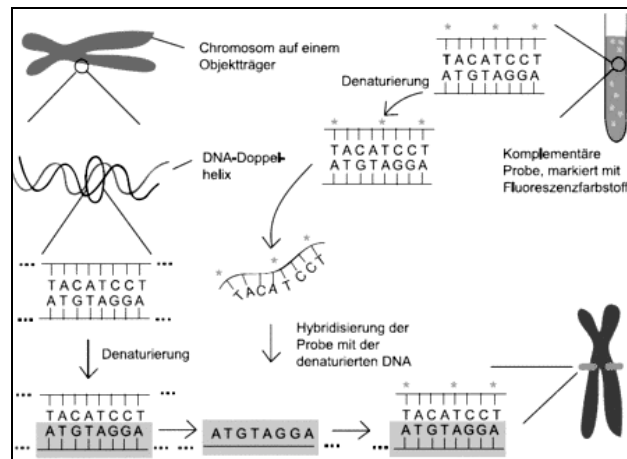 Chromosom auf einem
Objektträger
* * *
TACATCCT
ATGTAGGA
Denaturierung
* * *
TACATCCT
ATGTAGGA
Komplementäre
Probe, markiert mit
Fluoreszenzfarbstoff
DNA-Doppel-
helix
* * *
TACATCCT
... ...
TACATCCT
ATGTAGGA
... ...
Denaturierung
Hybridisierung der
Probe mit der
denaturierten DNA
... ...
TACATCCT
ATGTAGGA
... ...
ATGTAGGA
...
* * *
TACATCCT
ATGTAGGA
... ...